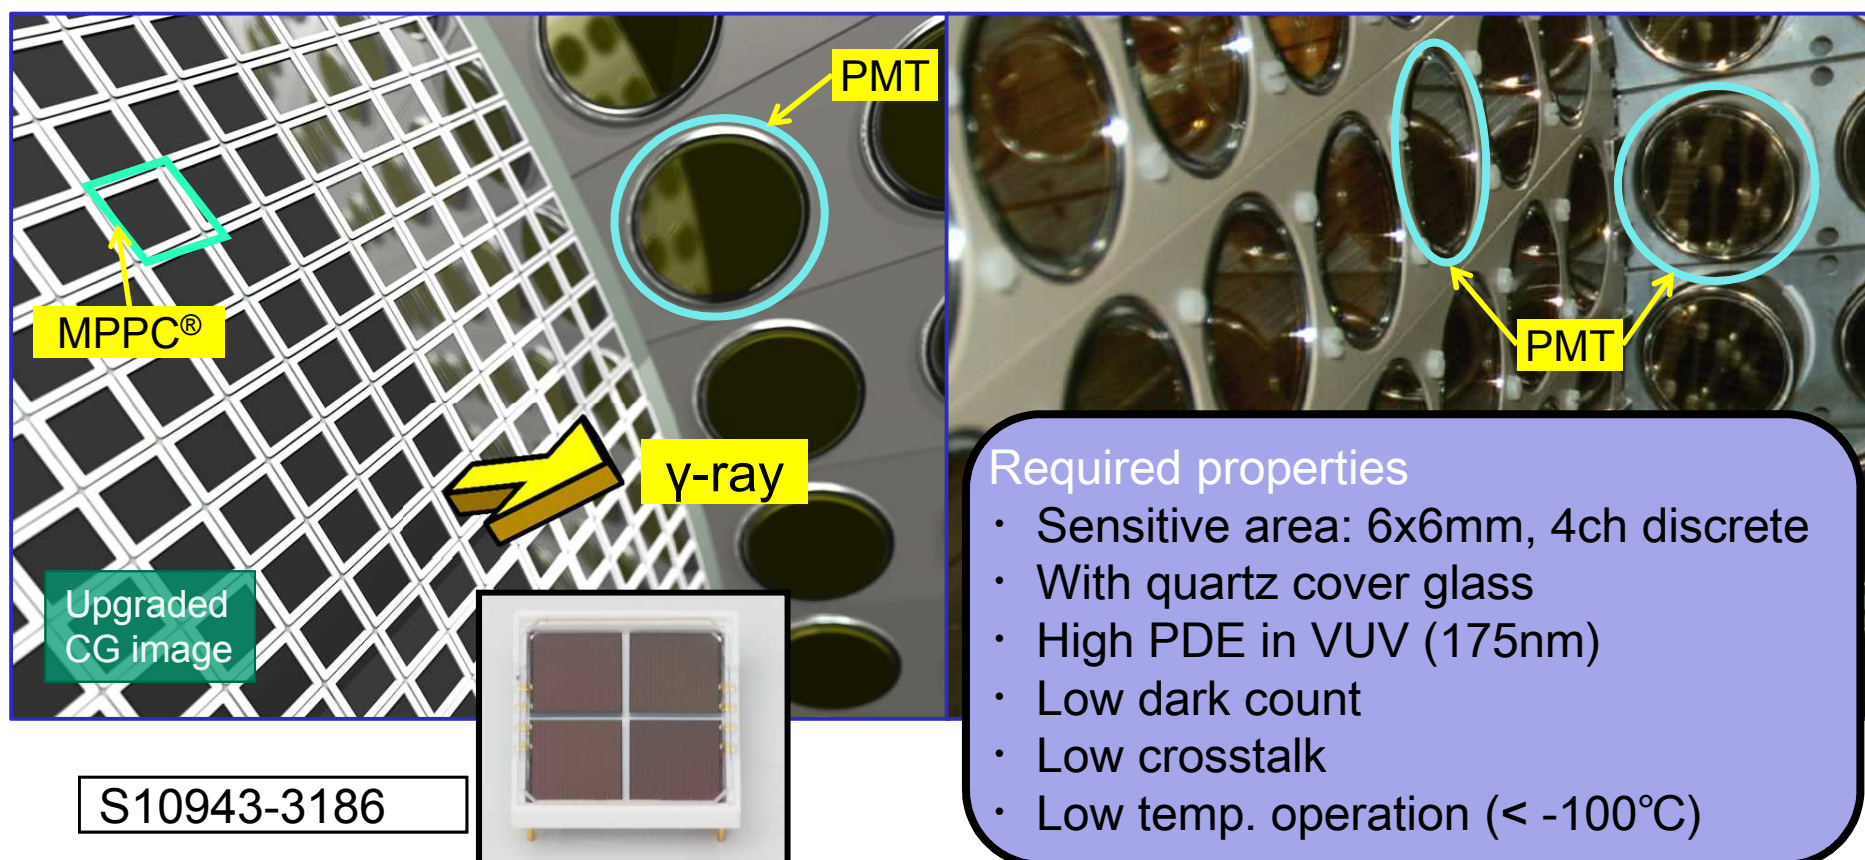 PMT
MPPC®
γ-ray
Upgraded
CG image
S10943-3186
PMT
Required properties
・ Sensitive area: 6x6mm, 4ch discrete
・ With quartz cover glass
・ High PDE in VUV (175nm)
・ Low dark count
・ Low crosstalk
・ Low temp. operation (< -100℃)